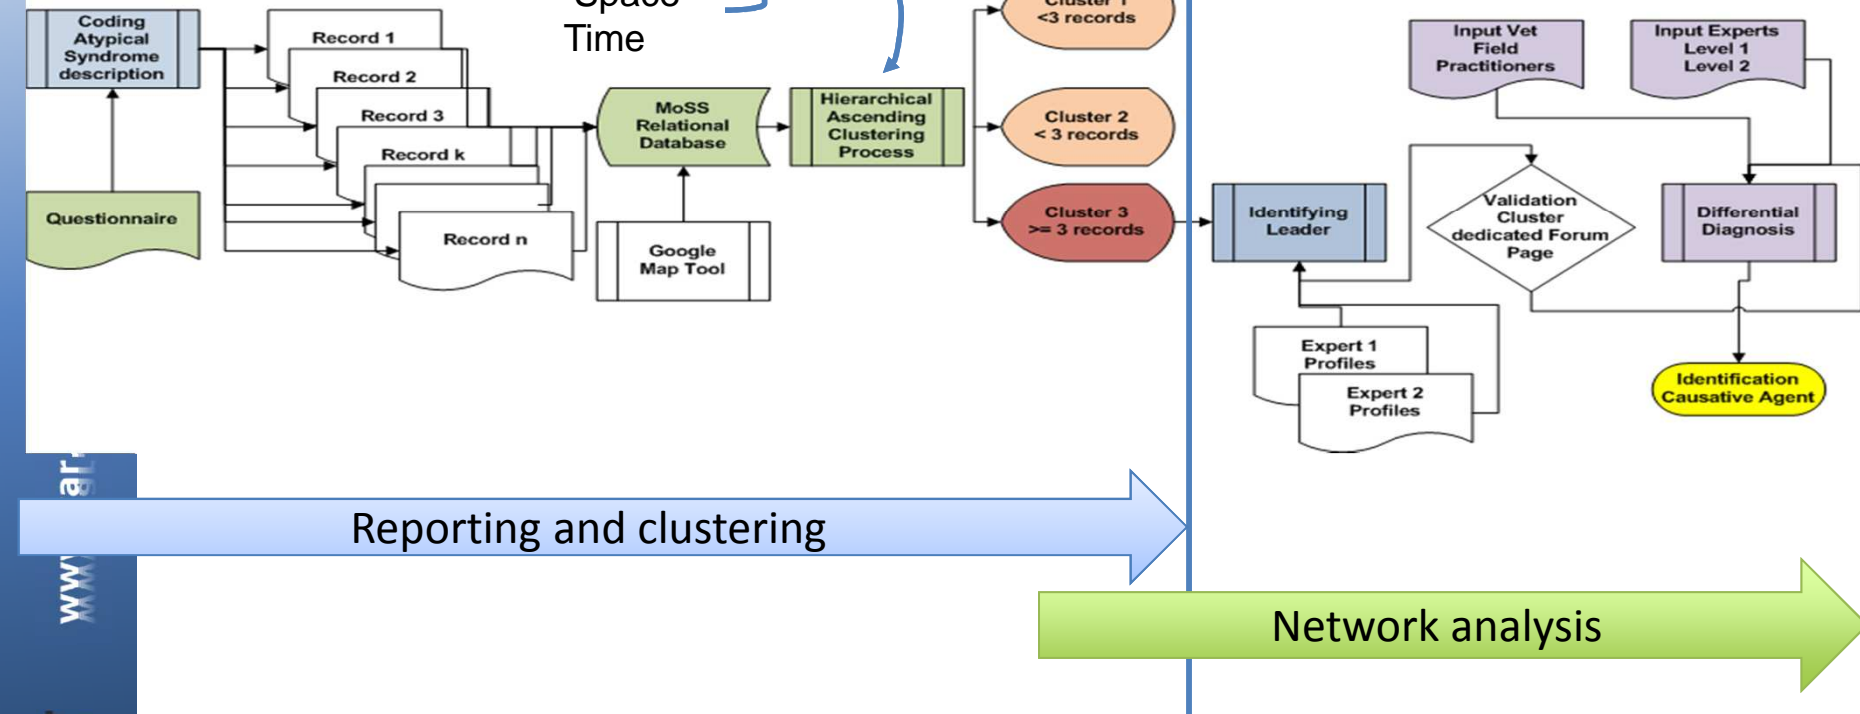 Coding
Atypical
Syndrome
description
Questionnaire
Record 1
Record 2
Record 3
Record k
Record n
Space
Time
MoSS
Relational
Database
Google
Map Tool
Hierarchical
Ascending
Clustering
Process
Cluster 1
<3 records
Cluster 2
< 3 records
Cluster 3
>= 3 records
Identifying
Leader
Expert 1
Profiles
Expert 2
Profiles
Input Vet
Field
Practitioners
Input Experts
Level 1
Level 2
Validation
Cluster
dedicated Forum
Page
Differential
Diagnosis
Identification
Causative Agent
Reporting and clustering
Network analysis